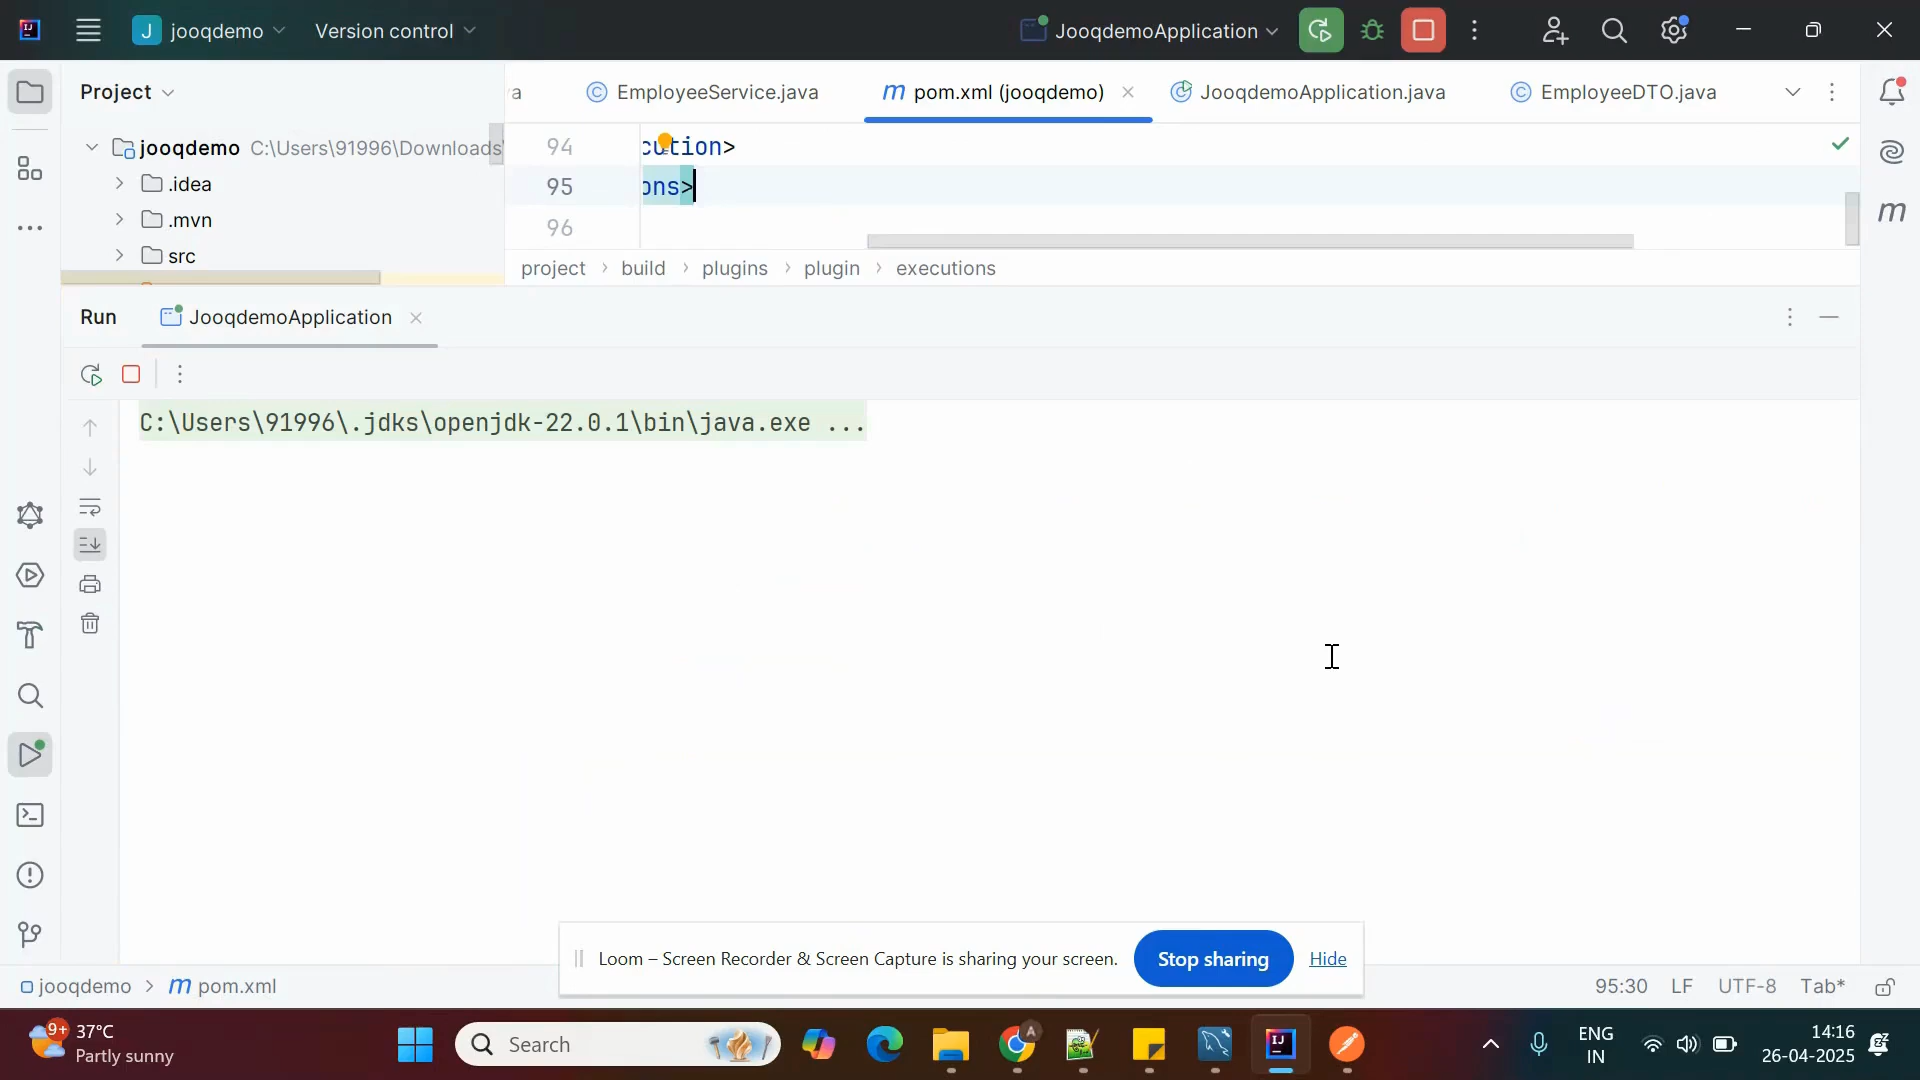 J jooqdemo Version control JooqdemoApplication
Project
a EmployeeService.java pom.xml (jooqdemo) JooqdemoApplication.java EmployeeDTO.java
jooqdemo C:\Users\91996\Downloads
.idea
.mvn
src
94 cution>
95 ons>
96
project › build › plugins › plugin › executions
Run JooqdemoApplication
C:\Users\91996\.jdks\openjdk-22.0.1\bin\java.exe ...
Loom – Screen Recorder & Screen Capture is sharing your screen. Stop sharing Hide
jooqdemo › pom.xml 95:30 LF UTF-8 Tab*
9+ 37°C
Partly sunny
Search
A
ENG
IN
14:16
26-04-2025